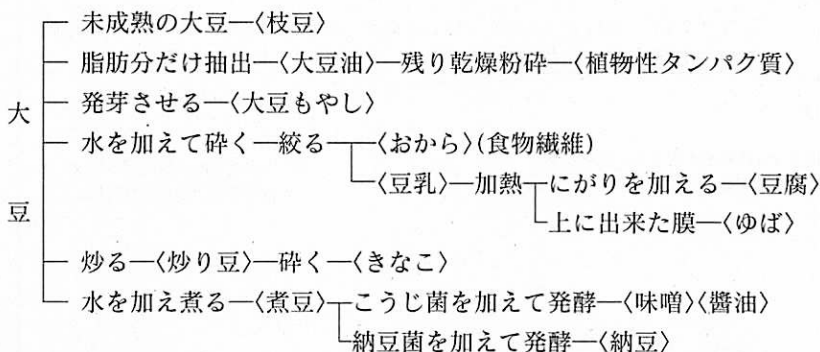 未成熟の大豆―〈枝豆〉
脂肪分だけ抽出―〈大豆油〉―残り乾燥粉砕―〈植物性タンパク質〉
発芽させる―〈大豆もやし〉
大豆
水を加えて砕く―絞る―〈おから〉(食物繊維)
〈豆乳〉―加熱―にがりを加える―〈豆腐〉
上に出来た膜―〈ゆば〉
炒る―〈炒り豆〉―砕く―〈きなこ〉
水を加え煮る―〈煮豆〉―こうじ菌を加えて発酵―〈味噌〉〈醬油〉
納豆菌を加えて発酵―〈納豆〉